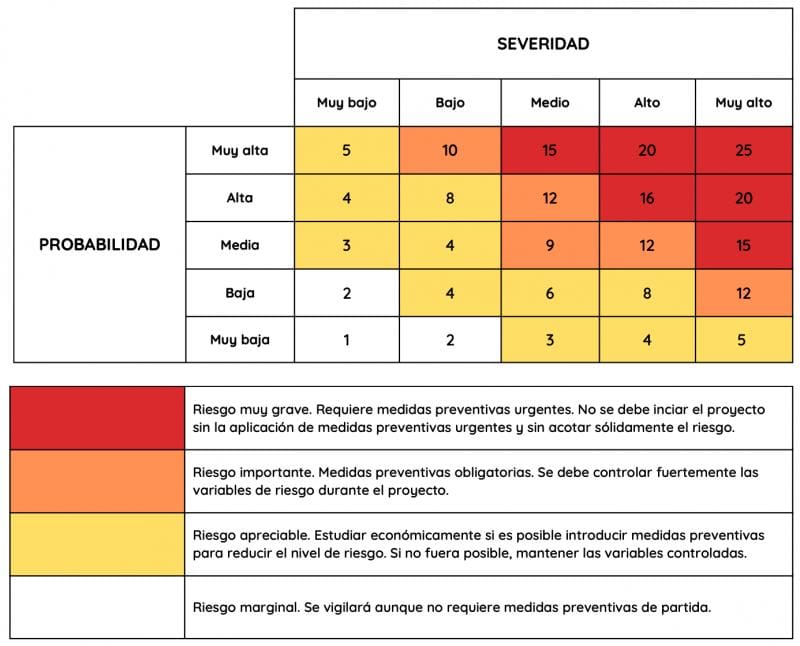 SEVERIDAD
Muy bajo Bajo Medio Alto Muy alto
Muy alta 5 10 15 20 25
Alta 4 8 12 16 20
PROBABILIDAD Media 3 4 9 12 15
Baja 2 4 6 8 12
Muy baja 1 2 3 4 5
Riesgo muy grave. Requiere medidas preventivas urgentes. No se debe inciar el proyecto
sin la aplicación de medidas preventivas urgentes y sin acotar sólidamente el riesgo.
Riesgo importante. Medidas preventivas obligatorias. Se debe controlar fuertemente las
variables de riesgo durante el proyecto.
Riesgo apreciable. Estudiar económicamente si es posible introducir medidas preventivas
para reducir el nivel de riesgo. Si no fuera posible, mantener las variables controladas.
Riesgo marginal. Se vigilará aunque no requiere medidas preventivas de partida.